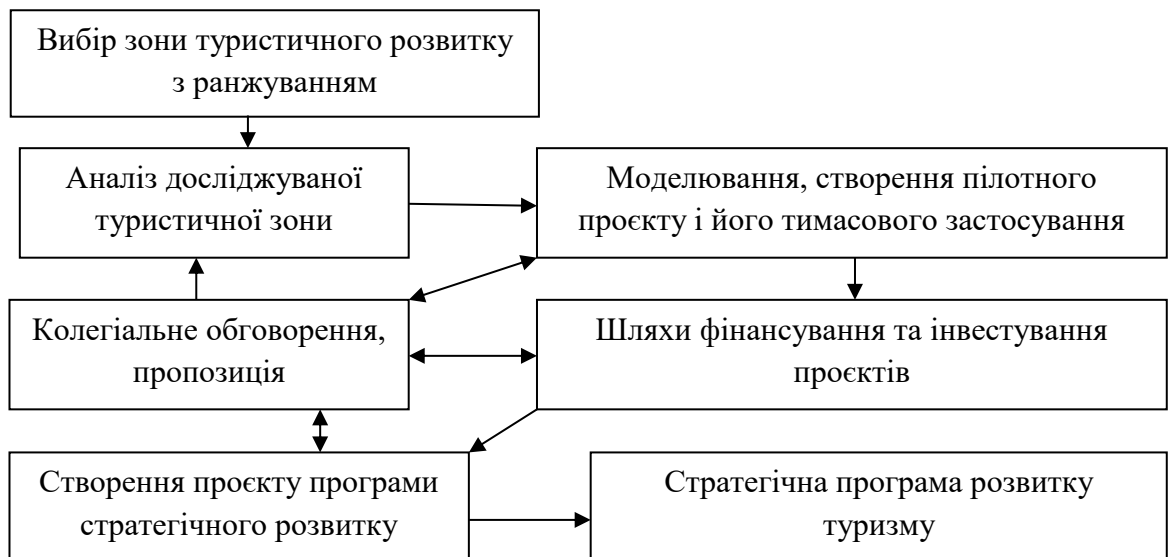 Вибір зони туристичного розвитку
з ранжуванням
Аналіз досліджуваної
туристичної зони
Моделювання, створення пілотного
проєкту і його тимасового застосування
Колегіальне обговорення,
пропозиція
Шляхи фінансування та інвестування
проєктів
Створення проєкту програми
стратегічного розвитку
Стратегічна програма розвитку
туризму